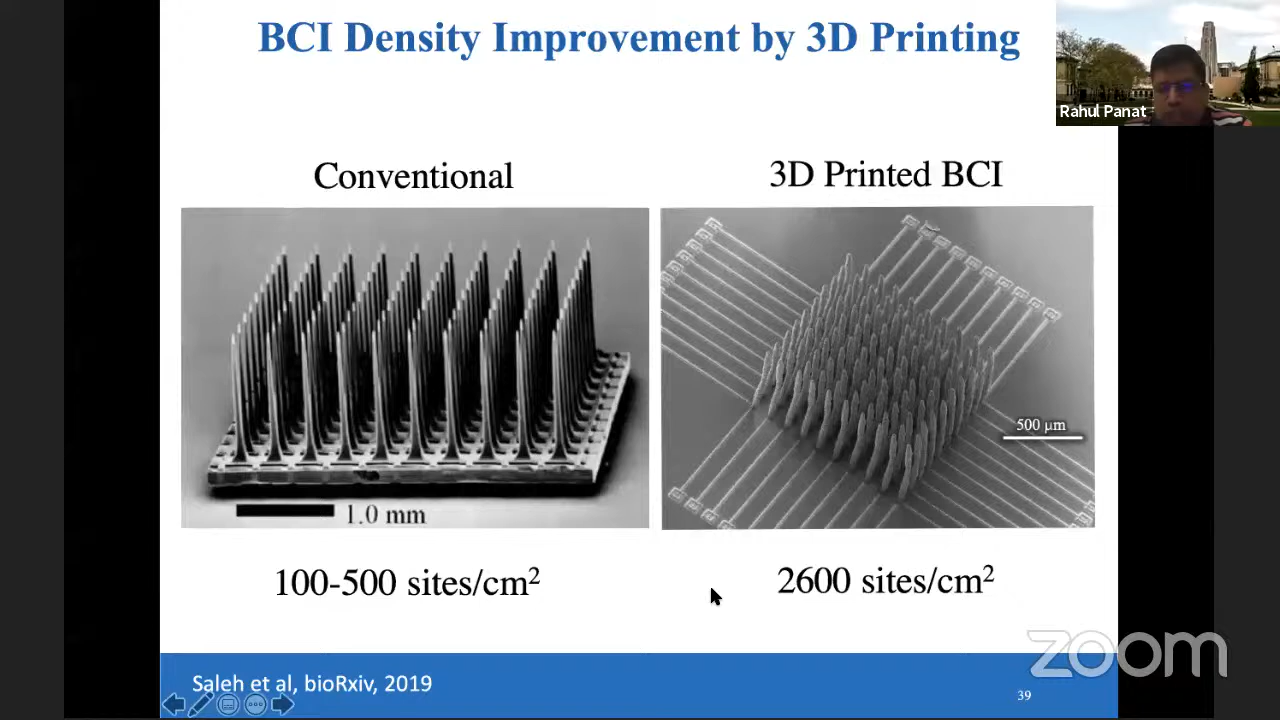 BCI Density Improvement by 3D Printing
Rahul Panat
Conventional
3D Printed BCI
1.0 mm
500 µm
100-500 sites/cm²
2600 sites/cm²
zoom
Saleh et al, bioRxiv, 2019
39